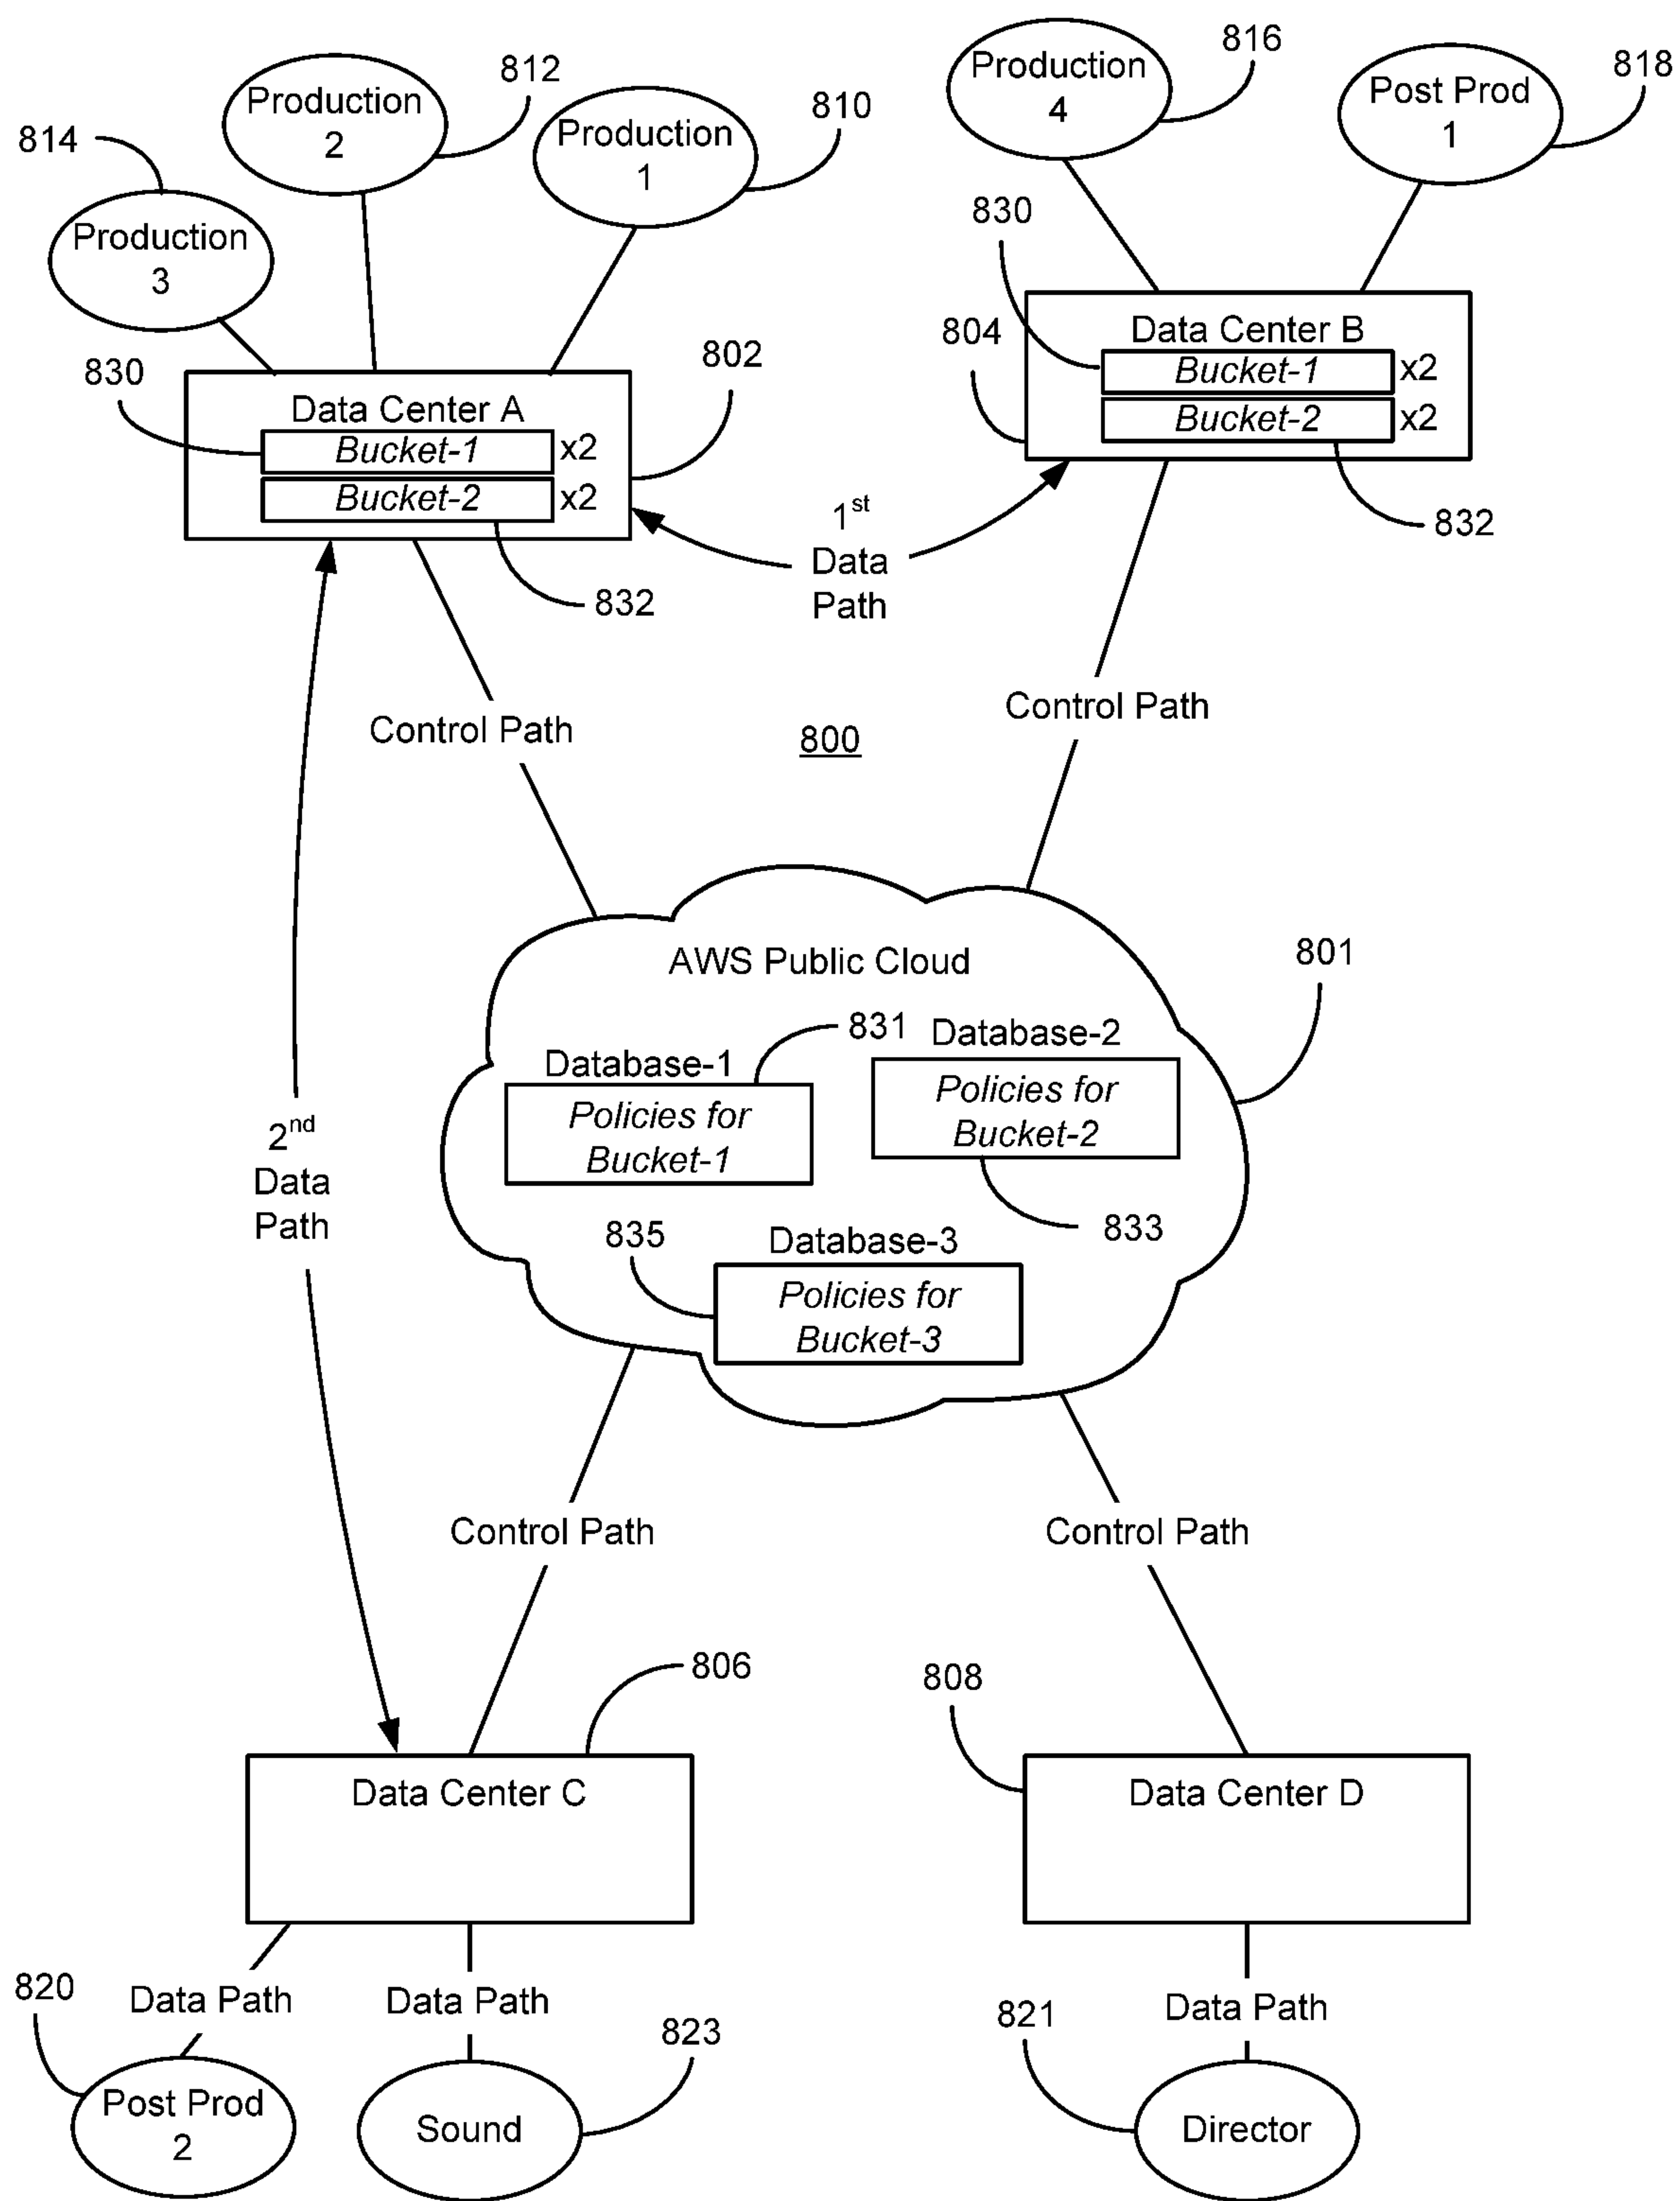 816
Production
4
818
Post Prod
1
812
Production
2
810
Production
1
814
Production
3
830
804
Data Center B
Bucket-1 x2
Bucket-2 x2
832
830
802
Data Center A
Bucket-1 x2
Bucket-2 x2
832
1st
Data
Path
Control Path
Control Path
800
AWS Public Cloud
801
831
Database-1
Policies for
Bucket-1
Database-2
Policies for
Bucket-2
833
835
Database-3
Policies for
Bucket-3
2nd
Data
Path
Control Path
Control Path
806
808
Data Center C
Data Center D
820
Data Path
Data Path
823
821
Data Path
Post Prod
2
Sound
Director